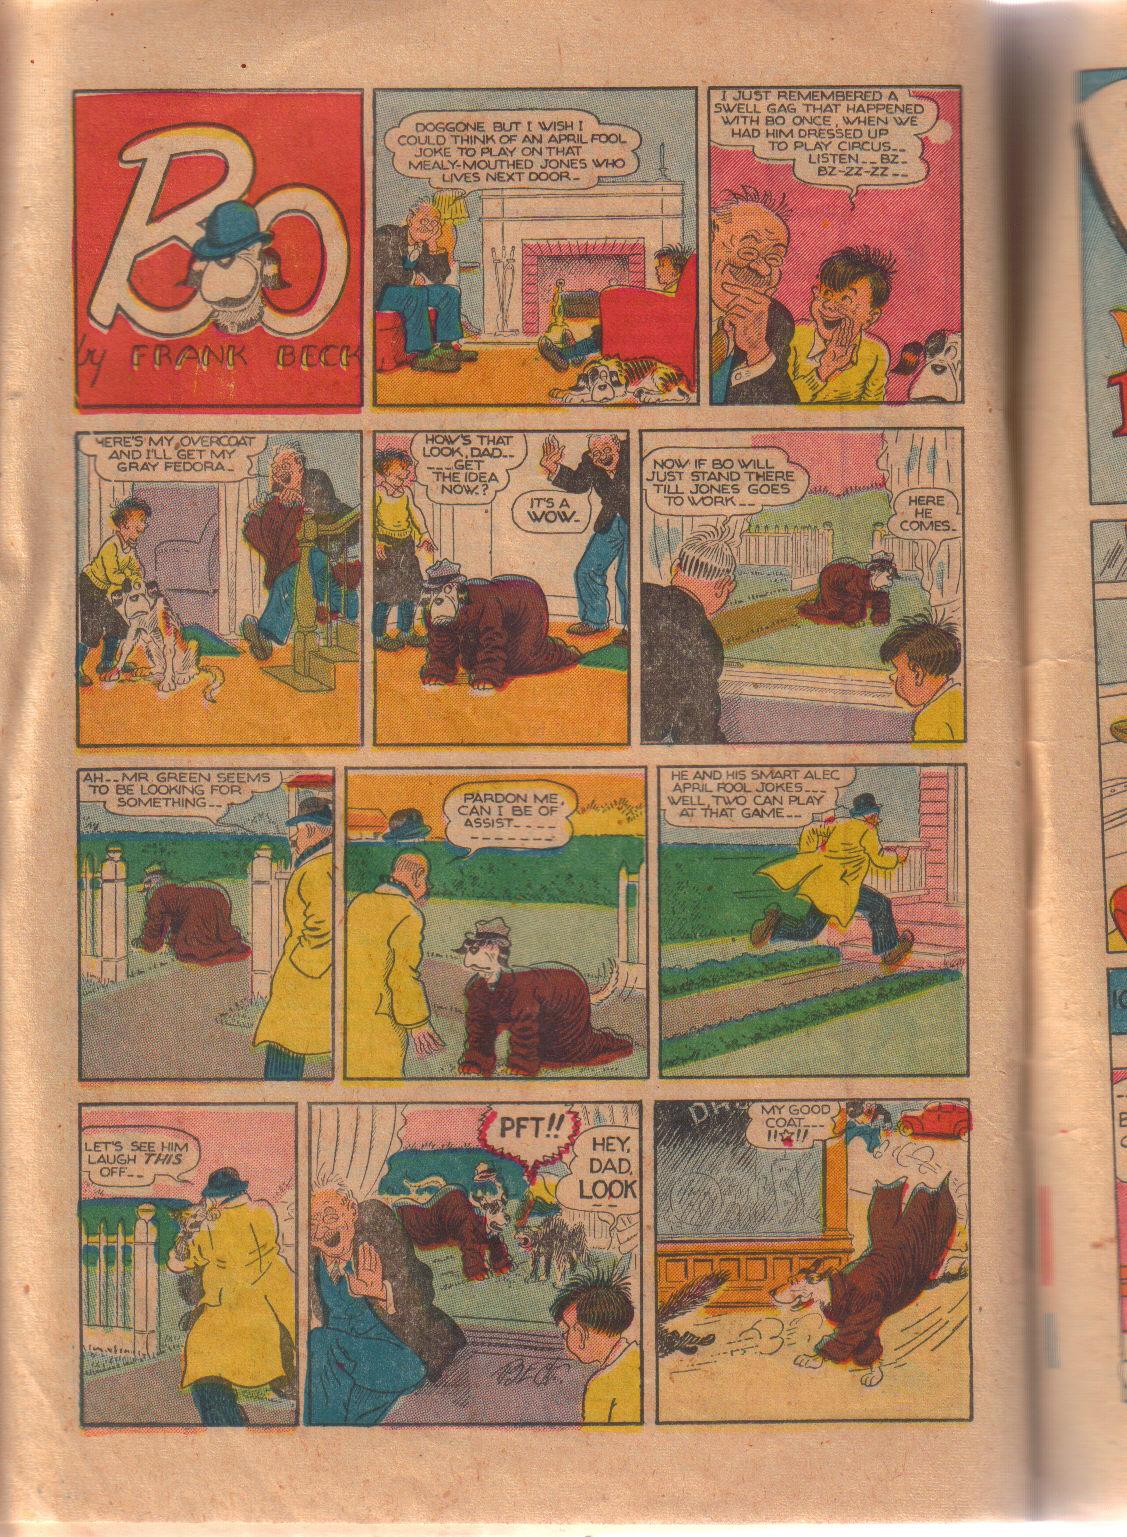 BO
by FRANK BECK
DOGGONE BUT I WISH I
COULD THINK OF AN APRIL FOOL
JOKE TO PLAY ON THAT
MEALY-MOUTHED JONES WHO
LIVES NEXT DOOR--
I JUST REMEMBERED A
SWELL GAG THAT HAPPENED
WITH BO ONCE, WHEN WE
HAD HIM DRESSED UP
TO PLAY CIRCUS--
LISTEN -- BZ-
BZ-ZZ-ZZ--
HERE'S MY OVERCOAT
AND I'LL GET MY
GRAY FEDORA--
HOW'S THAT
LOOK, DAD--
---GET
THE IDEA
NOW?
IT'S A
WOW--
NOW IF BO WILL
JUST STAND THERE
TILL JONES GOES
TO WORK---
HERE
HE
COMES--
AH-- MR. GREEN SEEMS
TO BE LOOKING FOR
SOMETHING---
PARDON ME,
CAN I BE OF
ASSIST-----
--------
HE AND HIS SMART ALEC
APRIL FOOL JOKES---
WELL, TWO CAN PLAY
AT THAT GAME---
LET'S SEE HIM
LAUGH THIS
OFF---
PFT!!
HEY,
DAD,
LOOK
---
BECK
MY GOOD
COAT---
!!☆!!